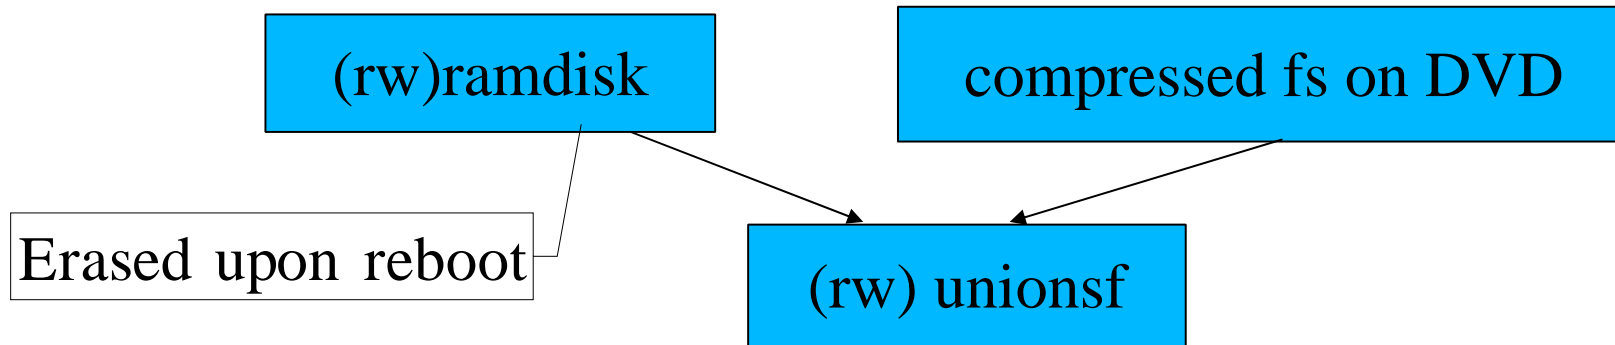 (rw)ramdisk
compressed fs on DVD
Erased upon reboot
(rw) unionsf